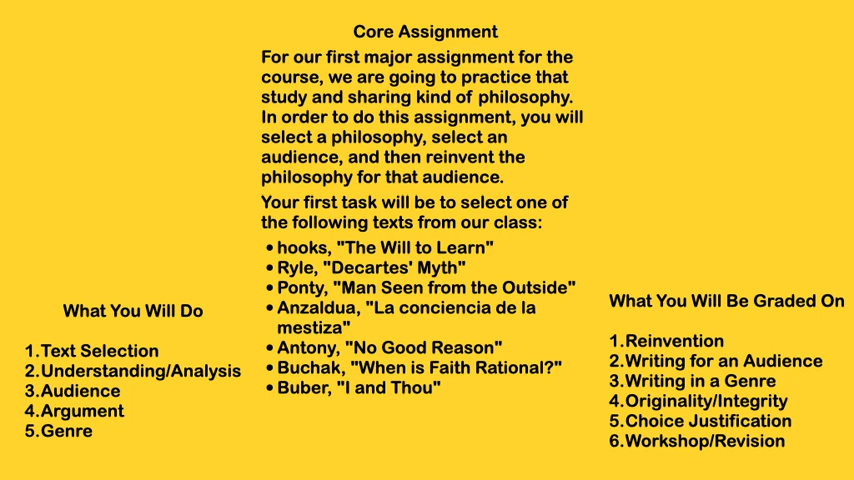 Core Assignment
For our first major assignment for the
course, we are going to practice that
study and sharing kind of philosophy.
In order to do this assignment, you will
select a philosophy, select an
audience, and then reinvent the
philosophy for that audience.
Your first task will be to select one of
the following texts from our class:
• hooks, "The Will to Learn"
• Ryle, "Decartes' Myth"
• Ponty, "Man Seen from the Outside"
• Anzaldua, "La conciencia de la
mestiza"
• Antony, "No Good Reason"
• Buchak, "When is Faith Rational?"
• Buber, "I and Thou"
What You Will Do
1.Text Selection
2.Understanding/Analysis
3.Audience
4.Argument
5.Genre
What You Will Be Graded On
1.Reinvention
2.Writing for an Audience
3.Writing in a Genre
4.Originality/Integrity
5.Choice Justification
6.Workshop/Revision